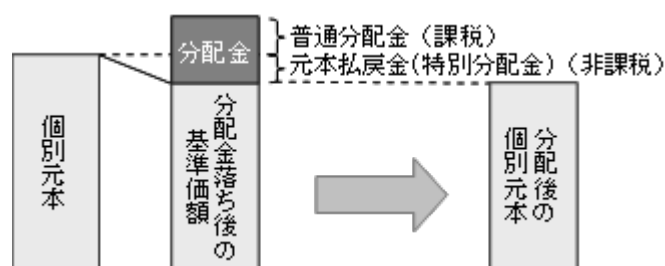 分配金
普通分配金（課税）
元本払戻金(特別分配金)（非課税）
個別元本
分配金落ち後の
基準価額
分配後の
個別元本